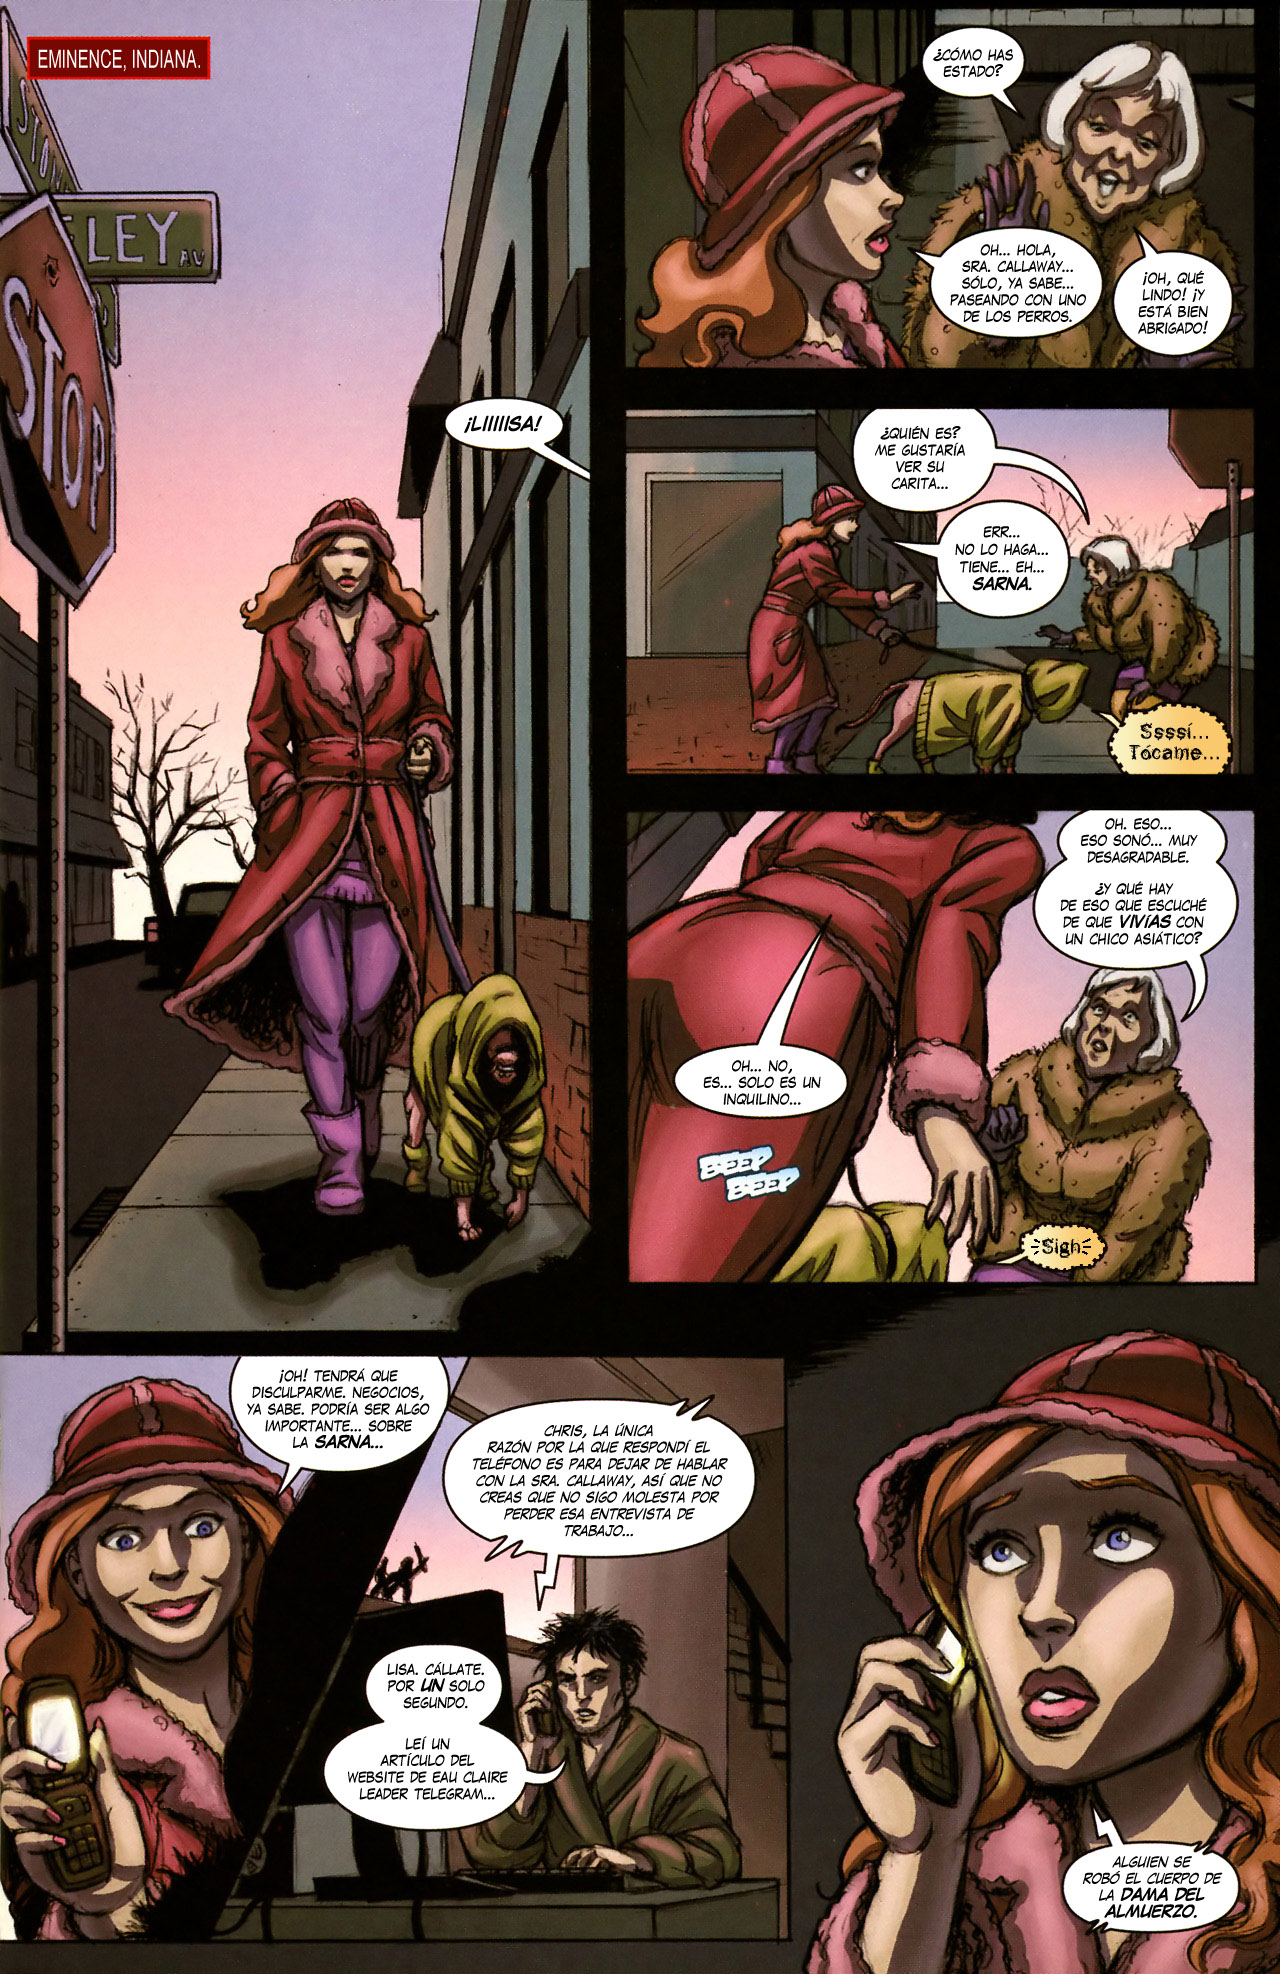 EMINENCE, INDIANA.
STON
ELEY AV
STOP
¡LIIIIISA!
¿CÓMO HAS
ESTADO?
OH... HOLA,
SRA. CALLAWAY...
SÓLO, YA SABE...
PASEANDO CON UNO
DE LOS PERROS.
¡OH, QUÉ
LINDO! ¡Y
ESTÁ BIEN
ABRIGADO!
¿QUIÉN ES?
ME GUSTARÍA
VER SU
CARITA...
ERR...
NO LO HAGA...
TIENE... EH...
SARNA.
Ssssí...
Tócame...
OH. ESO...
ESO SONÓ... MUY
DESAGRADABLE.
¿Y QUÉ HAY
DE ESO QUE ESCUCHÉ
DE QUE VIVÍAS CON
UN CHICO ASIÁTICO?
OH... NO,
ES... SOLO ES UN
INQUILINO...
BEEP
BEEP
Sigh
¡OH! TENDRÁ QUE
DISCULPARME. NEGOCIOS,
YA SABE. PODRÍA SER ALGO
IMPORTANTE... SOBRE
LA SARNA...
CHRIS, LA ÚNICA
RAZÓN POR LA QUE RESPONDÍ EL
TELÉFONO ES PARA DEJAR DE HABLAR
CON LA SRA. CALLAWAY, ASÍ QUE NO
CREAS QUE NO SIGO MOLESTA POR
PERDER ESA ENTREVISTA DE
TRABAJO...
LISA. CÁLLATE.
POR UN SOLO
SEGUNDO.
LEÍ UN
ARTÍCULO DEL
WEBSITE DE EAU CLAIRE
LEADER TELEGRAM...
ALGUIEN SE
ROBÓ EL CUERPO DE
LA DAMA DEL
ALMUERZO.